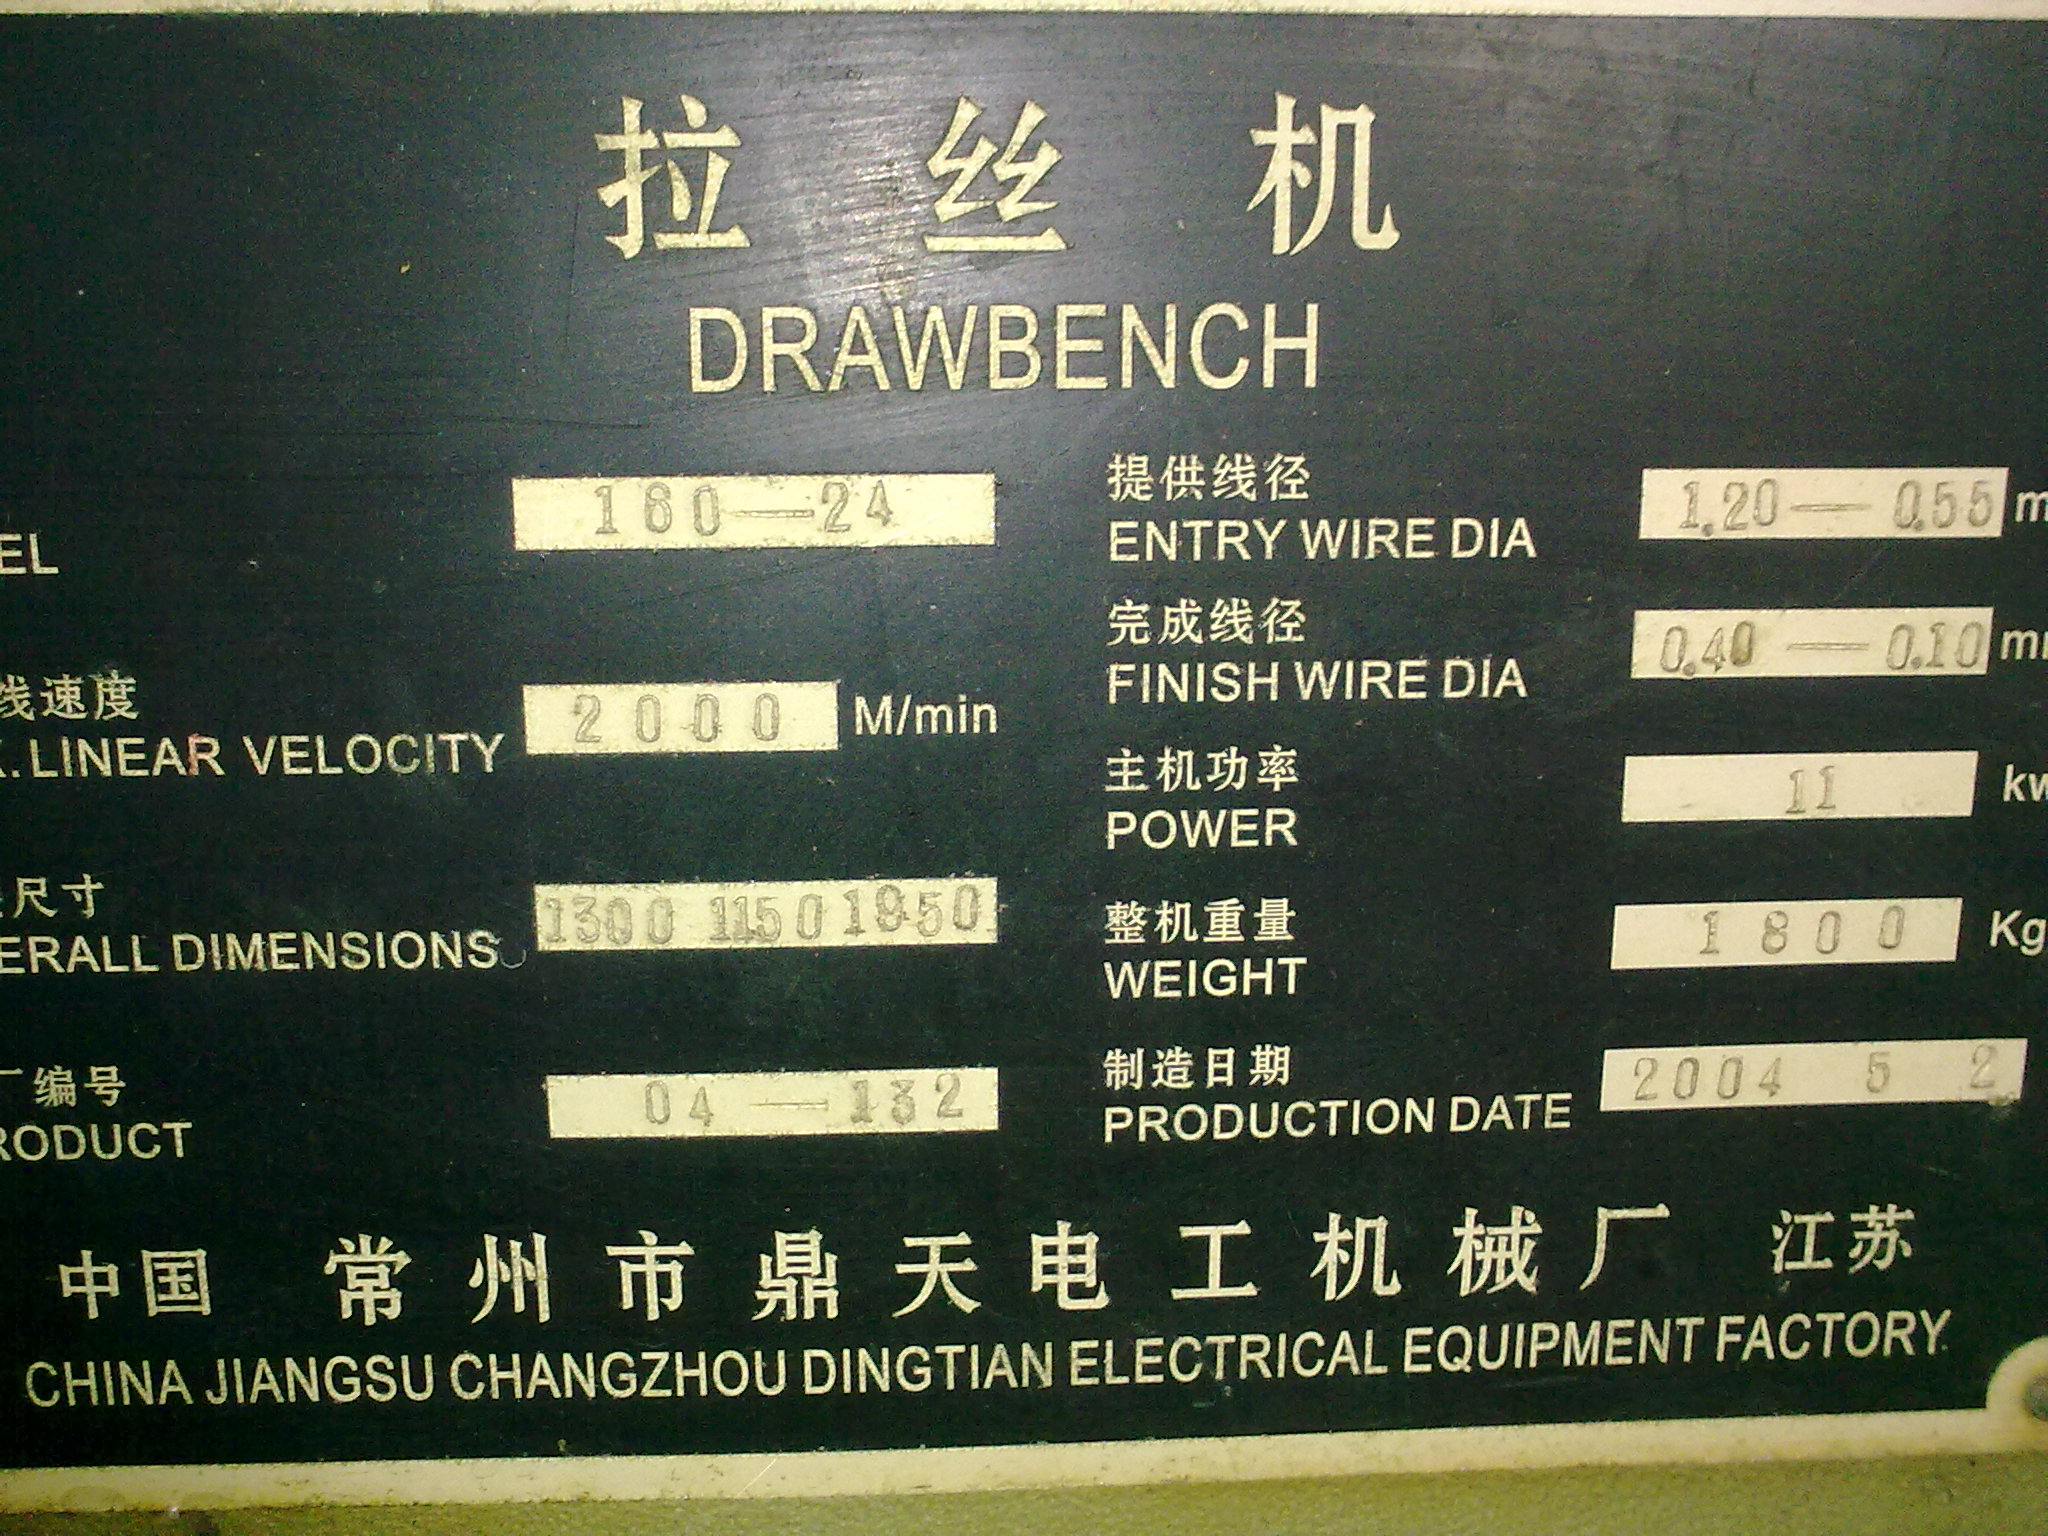 拉丝机
DRAWBENCH
EL
160—24
线速度
. LINEAR VELOCITY 2000 M/min
尺寸
ERALL DIMENSIONS 1300 1150 1950
厂编号
RODUCT 04—132
提供线径
ENTRY WIRE DIA 1.20—0.55 m
完成线径
FINISH WIRE DIA 0.40—0.10 m
主机功率
POWER 11 kw
整机重量
WEIGHT 1800 Kg
制造日期
PRODUCTION DATE 2004 5 2
中国 常州市鼎天电工机械厂 江苏
CHINA JIANGSU CHANGZHOU DINGTIAN ELECTRICAL EQUIPMENT FACTORY.